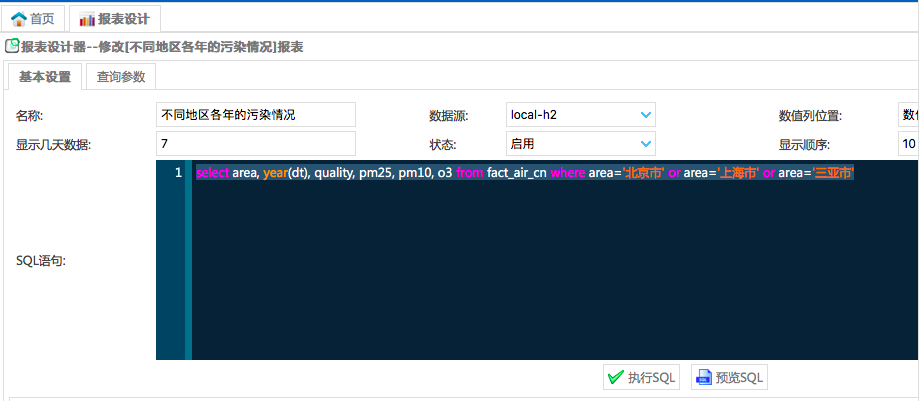 首页 报表设计
报表设计器--修改[不同地区各年的污染情况]报表
基本设置 查询参数
名称: 不同地区各年的污染情况 数据源: local-h2 数值列位置:
显示几天数据: 7 状态: 启用 显示顺序: 10
1 select area, year(dt), quality, pm25, pm10, o3 from fact_air_cn where area='北京市' or area='上海市' or area='三亚市'
SQL语句:
执行SQL 预览SQL